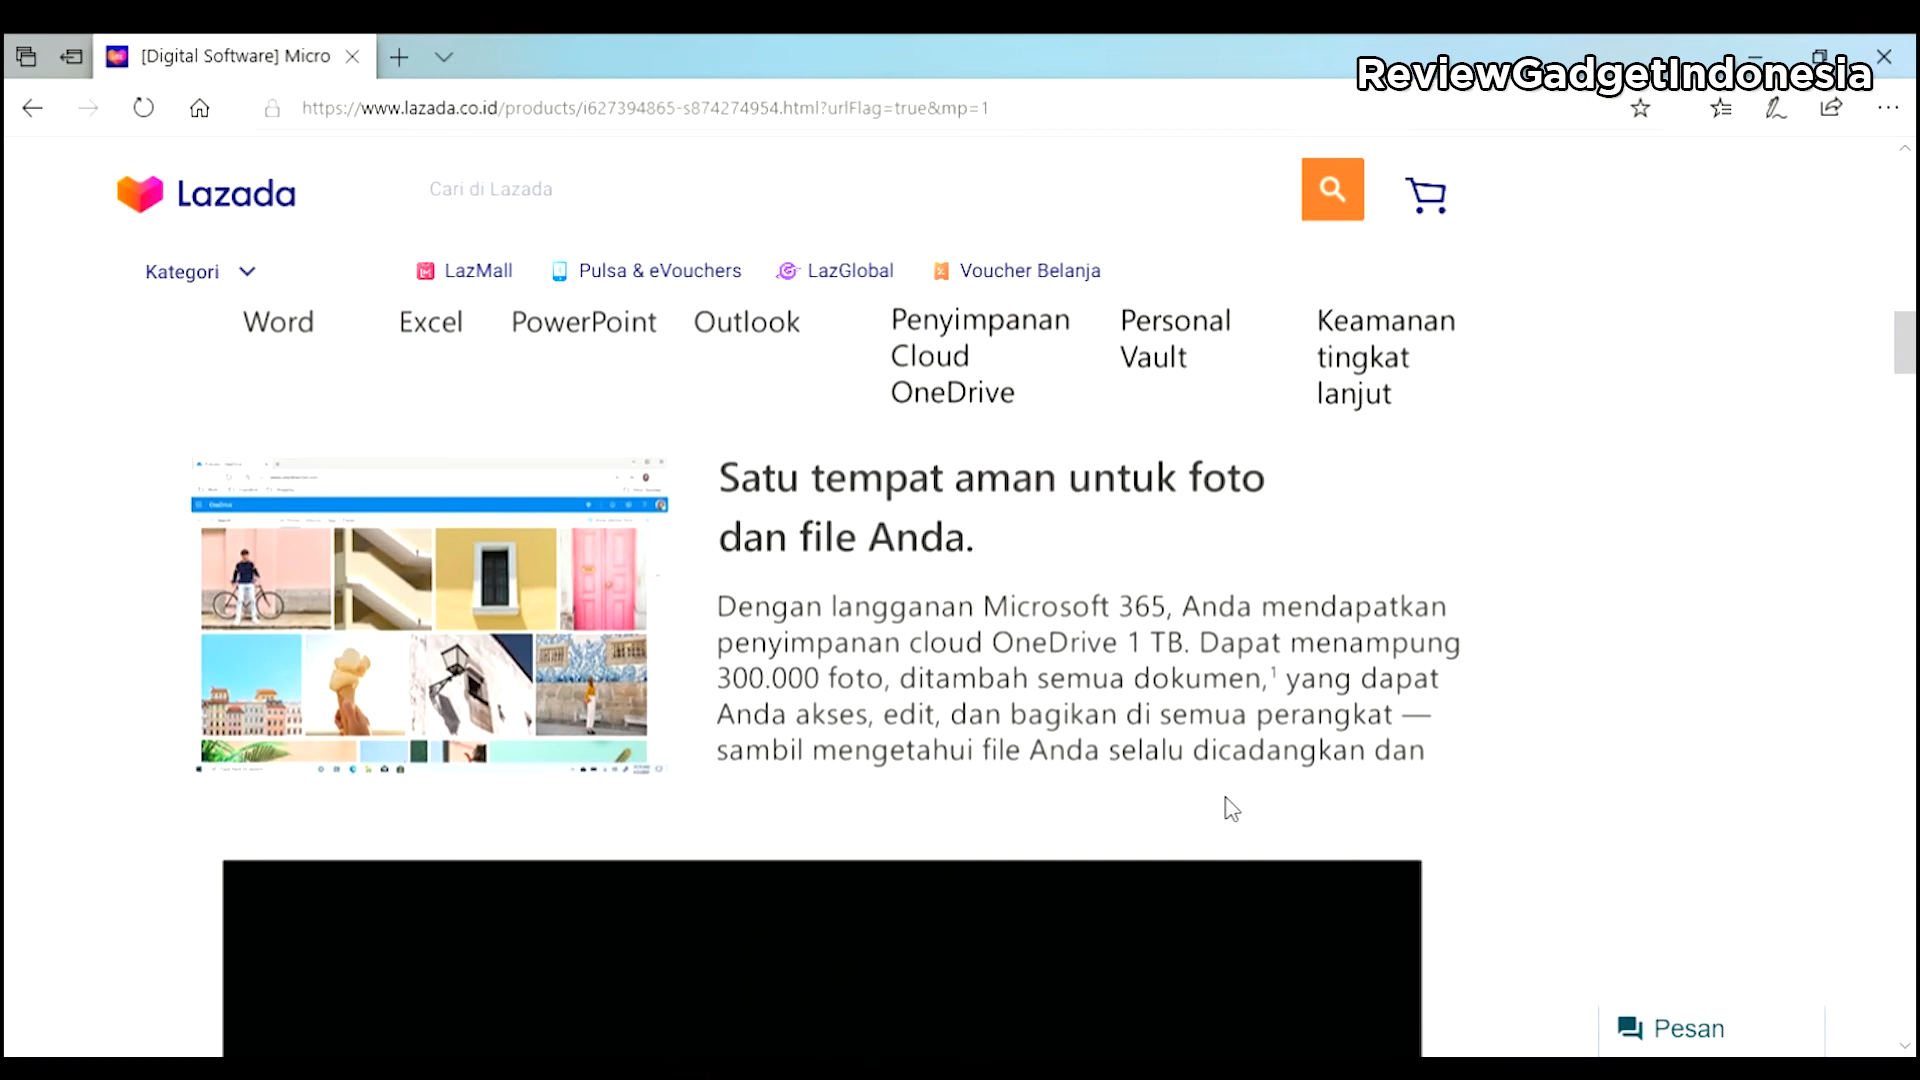 [Digital Software] Micro
ReviewGadgetIndonesia
https://www.lazada.co.id/products/i627394865-s874274954.html?urlFlag=true&mp=1
Lazada
Cari di Lazada
Kategori
LazMall
Pulsa & eVouchers
LazGlobal
Voucher Belanja
Word
Excel
PowerPoint
Outlook
Penyimpanan
Cloud
OneDrive
Personal
Vault
Keamanan
tingkat
lanjut
OneDrive
Satu tempat aman untuk foto
dan file Anda.
Dengan langganan Microsoft 365, Anda mendapatkan
penyimpanan cloud OneDrive 1 TB. Dapat menampung
300.000 foto, ditambah semua dokumen,¹ yang dapat
Anda akses, edit, dan bagikan di semua perangkat —
sambil mengetahui file Anda selalu dicadangkan dan
Pesan